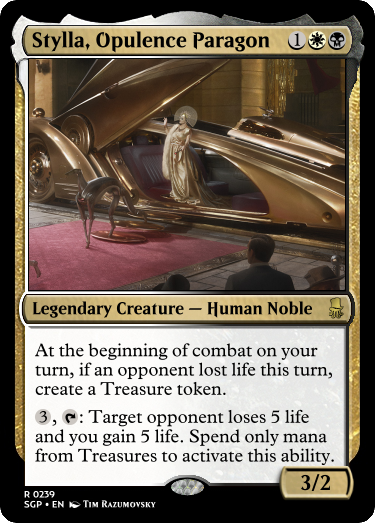 Stylla, Opulence Paragon 1
Legendary Creature — Human Noble
At the beginning of combat on your
turn, if an opponent lost life this turn,
create a Treasure token.
3, : Target opponent loses 5 life
and you gain 5 life. Spend only mana
from Treasures to activate this ability.
3/2
R 0239
SGP • EN Tim Razumovsky